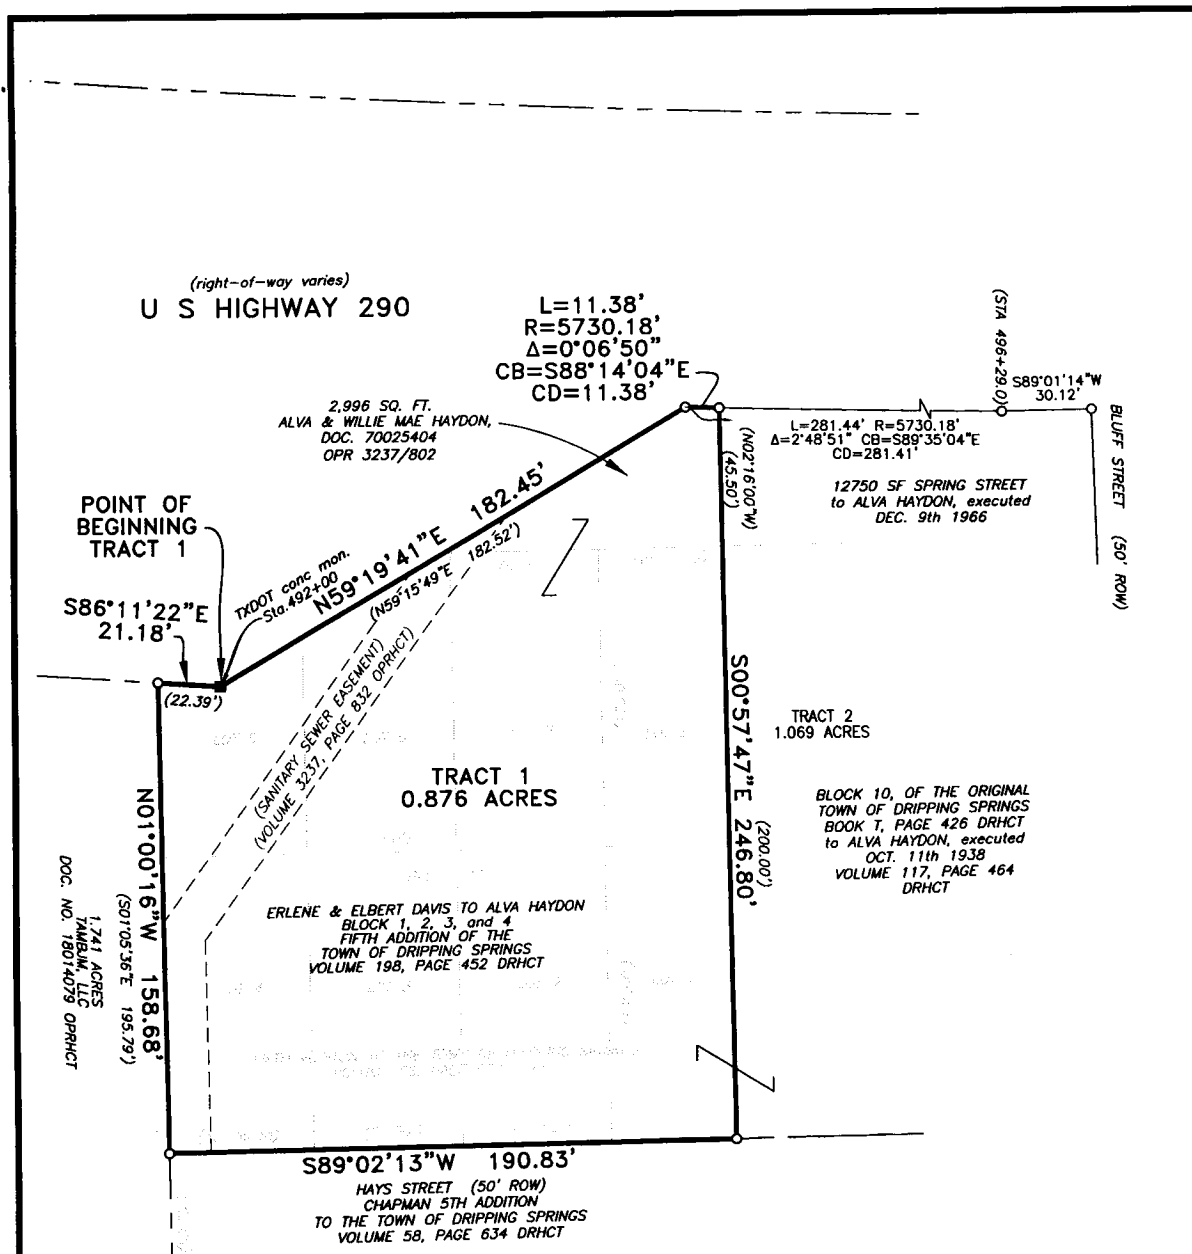 (right-of-way varies)
U S HIGHWAY 290
L=11.38'
R=5730.18'
Δ=0°06'50"
CB=S88°14'04"E
CD=11.38'
2,996 SQ. FT.
ALVA & WILLIE MAE HAYDON,
DOC. 70025404
OPR 3237/802
(STA 496+29.0)
S89°01'14"W
30.12'
L=281.44' R=5730.18'
Δ=2°48'51" CB=S89°35'04"E
CD=281.41'
BLUFF STREET (50' ROW)
(N02°16'00"W)
(45.50')
12750 SF SPRING STREET
to ALVA HAYDON, executed
DEC. 9th 1966
POINT OF
BEGINNING
TRACT 1
TXDOT conc mon.
Sta.492+00
N59°19'41"E 182.45'
(N59°15'49"E 182.52')
S86°11'22"E
21.18'
(22.39')
(SANITARY SEWER EASEMENT)
(VOLUME 3237, PAGE 832 OPRHCT)
S00°57'47"E 246.80'
(200.00')
TRACT 2
1.069 ACRES
TRACT 1
0.876 ACRES
BLOCK 10, OF THE ORIGINAL
TOWN OF DRIPPING SPRINGS
BOOK T, PAGE 426 DRHCT
to ALVA HAYDON, executed
OCT. 11th 1938
VOLUME 117, PAGE 464
DRHCT
N01°00'16"W 158.68'
(S01°05'36"E 195.79')
1.741 ACRES
TAMBJM, LLC
DOC. NO. 18014079 OPRHCT
ERLENE & ELBERT DAVIS TO ALVA HAYDON
BLOCK 1, 2, 3, and 4
FIFTH ADDITION OF THE
TOWN OF DRIPPING SPRINGS
VOLUME 198, PAGE 452 DRHCT
S89°02'13"W 190.83'
HAYS STREET (50' ROW)
CHAPMAN 5TH ADDITION
TO THE TOWN OF DRIPPING SPRINGS
VOLUME 58, PAGE 634 DRHCT